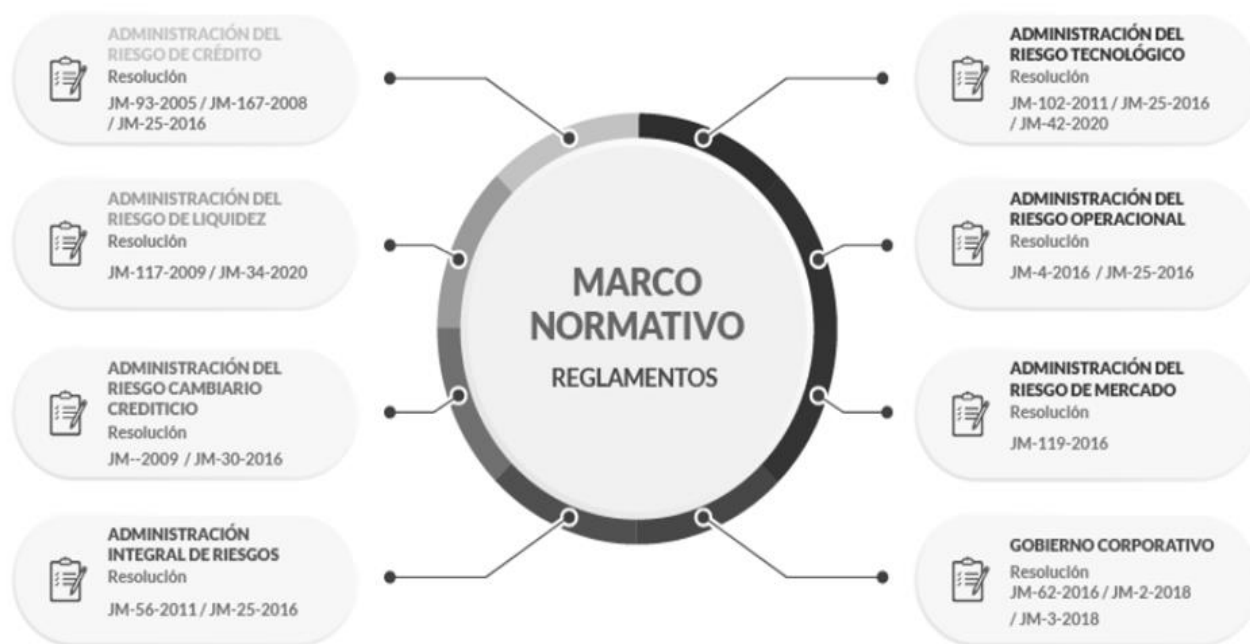 ADMINISTRACIÓN DEL
RIESGO DE CRÉDITO
Resolución
JM-93-2005 / JM-167-2008
/ JM-25-2016
ADMINISTRACIÓN DEL
RIESGO DE LIQUIDEZ
Resolución
JM-117-2009 / JM-34-2020
ADMINISTRACIÓN DEL
RIESGO CAMBIARIO
CREDITICIO
Resolución
JM--2009 / JM-30-2016
ADMINISTRACIÓN
INTEGRAL DE RIESGOS
Resolución
JM-56-2011 / JM-25-2016
MARCO
NORMATIVO
REGLAMENTOS
ADMINISTRACIÓN DEL
RIESGO TECNOLÓGICO
Resolución
JM-102-2011 / JM-25-2016
/ JM-42-2020
ADMINISTRACIÓN DEL
RIESGO OPERACIONAL
Resolución
JM-4-2016 / JM-25-2016
ADMINISTRACIÓN DEL
RIESGO DE MERCADO
Resolución
JM-119-2016
GOBIERNO CORPORATIVO
Resolución
JM-62-2016 / JM-2-2018
/ JM-3-2018